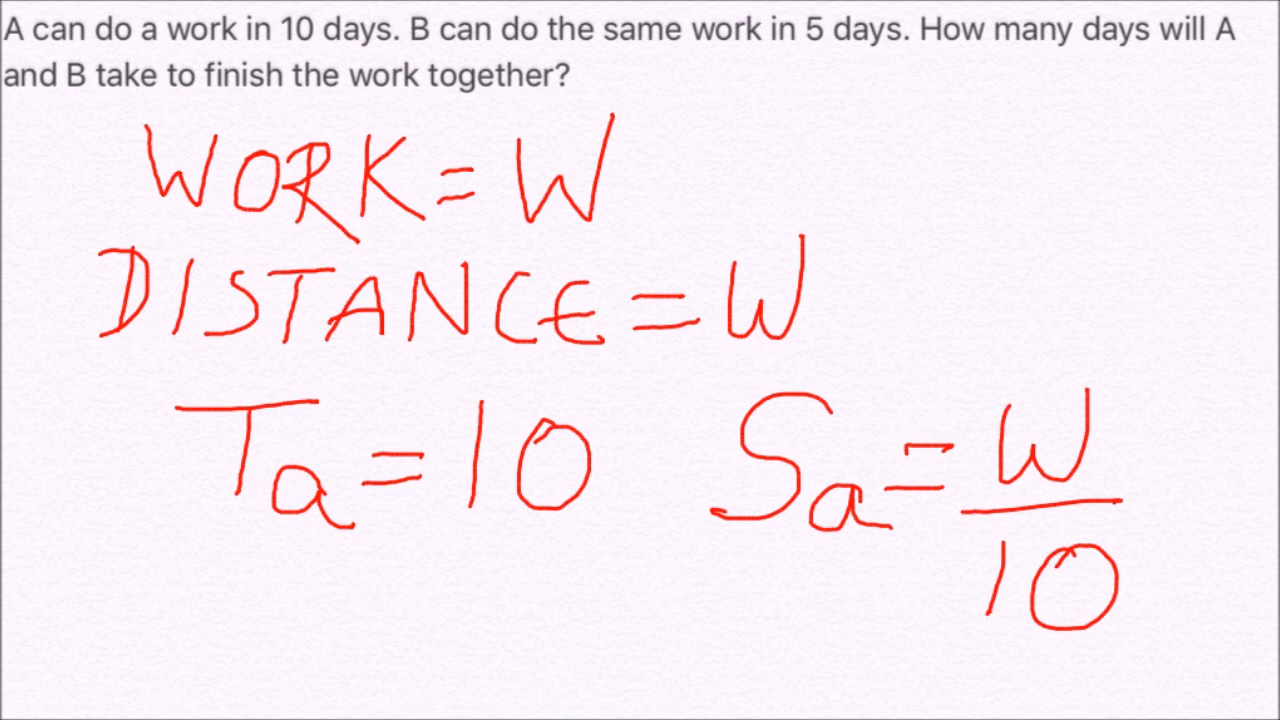 A can do a work in 10 days. B can do the same work in 5 days. How many days will A
and B take to finish the work together?
WORK = W
DISTANCE = W
Ta = 10 Sa = W/10